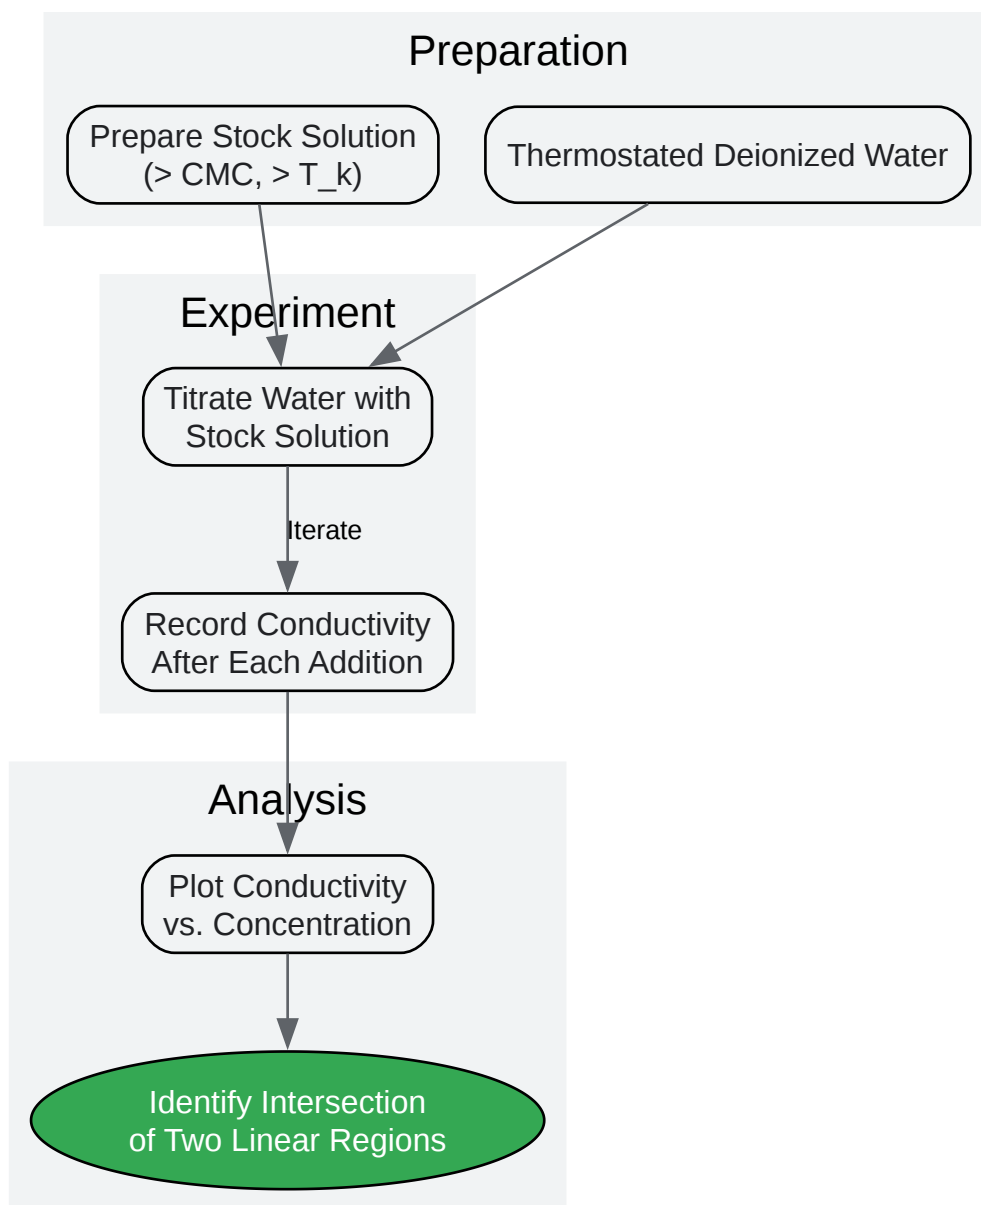 Preparation
Prepare Stock Solution
(> CMC, > T_k)
Thermostated Deionized Water
Experiment
Titrate Water with
Stock Solution
Iterate
Record Conductivity
After Each Addition
Analysis
Plot Conductivity
vs. Concentration
Identify Intersection
of Two Linear Regions